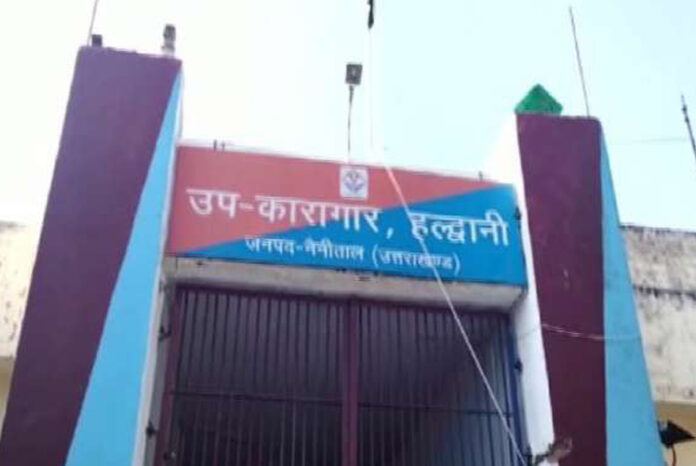 उप-कारागार, हल्द्वानी
जनपद-नैनीताल (उत्तराखण्ड)